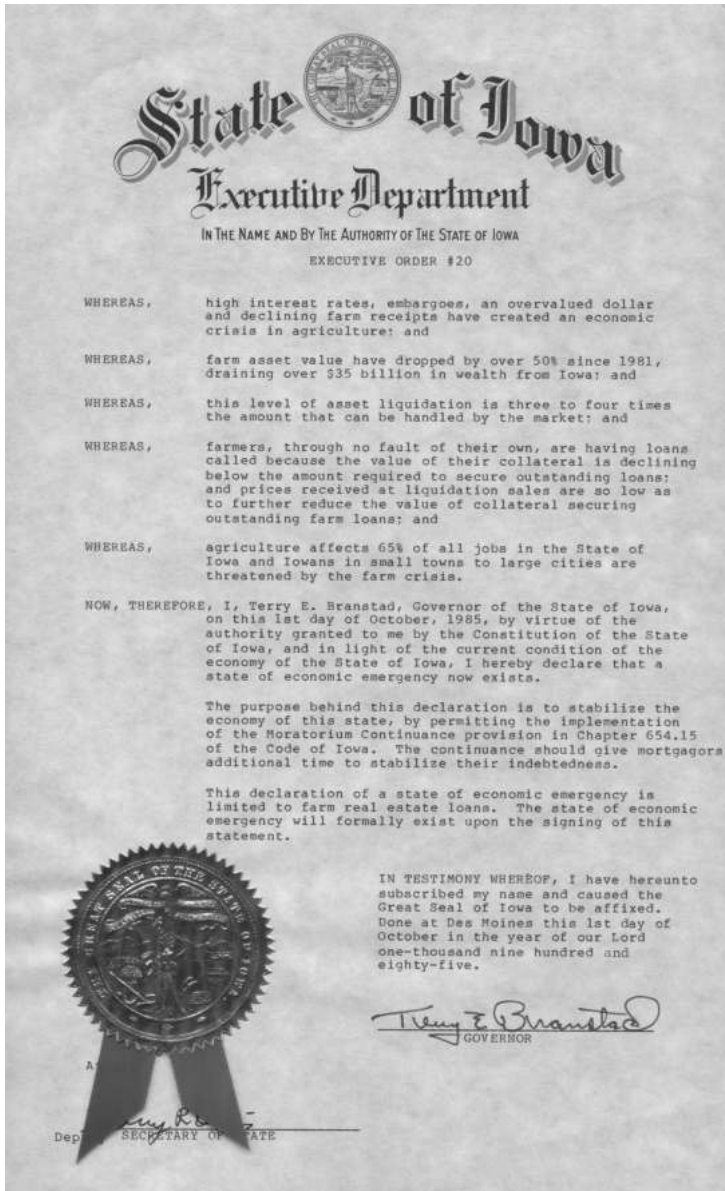 State of Iowa
Executive Department
IN THE NAME AND BY THE AUTHORITY OF THE STATE OF IOWA
EXECUTIVE ORDER #20
WHEREAS, high interest rates, embargoes, an overvalued dollar
and declining farm receipts have created an economic
crisis in agriculture; and
WHEREAS, farm asset value have dropped by over 50% since 1981,
draining over $35 billion in wealth from Iowa; and
WHEREAS, this level of asset liquidation is three to four times
the amount that can be handled by the market; and
WHEREAS, farmers, through no fault of their own, are having loans
called because the value of their collateral is declining
below the amount required to secure outstanding loans;
and prices received at liquidation sales are so low as
to further reduce the value of collateral securing
outstanding farm loans; and
WHEREAS, agriculture affects 65% of all jobs in the State of
Iowa and Iowans in small towns to large cities are
threatened by the farm crisis.
NOW, THEREFORE, I, Terry E. Branstad, Governor of the State of Iowa,
on this 1st day of October, 1985, by virtue of the
authority granted to me by the Constitution of the State
of Iowa, and in light of the current condition of the
economy of the State of Iowa, I hereby declare that a
state of economic emergency now exists.
The purpose behind this declaration is to stabilize the
economy of this state, by permitting the implementation
of the Moratorium Continuance provision in Chapter 654.15
of the Code of Iowa. The continuance should give mortgagors
additional time to stabilize their indebtedness.
This declaration of a state of economic emergency is
limited to farm real estate loans. The state of economic
emergency will formally exist upon the signing of this
statement.
IN TESTIMONY WHEREOF, I have hereunto
subscribed my name and caused the
Great Seal of Iowa to be affixed.
Done at Des Moines this 1st day of
October in the year of our Lord
one-thousand nine hundred and
eighty-five.
THE GREAT SEAL OF THE STATE OF IOWA
Terry E Branstad
GOVERNOR
SECRETARY OF STATE